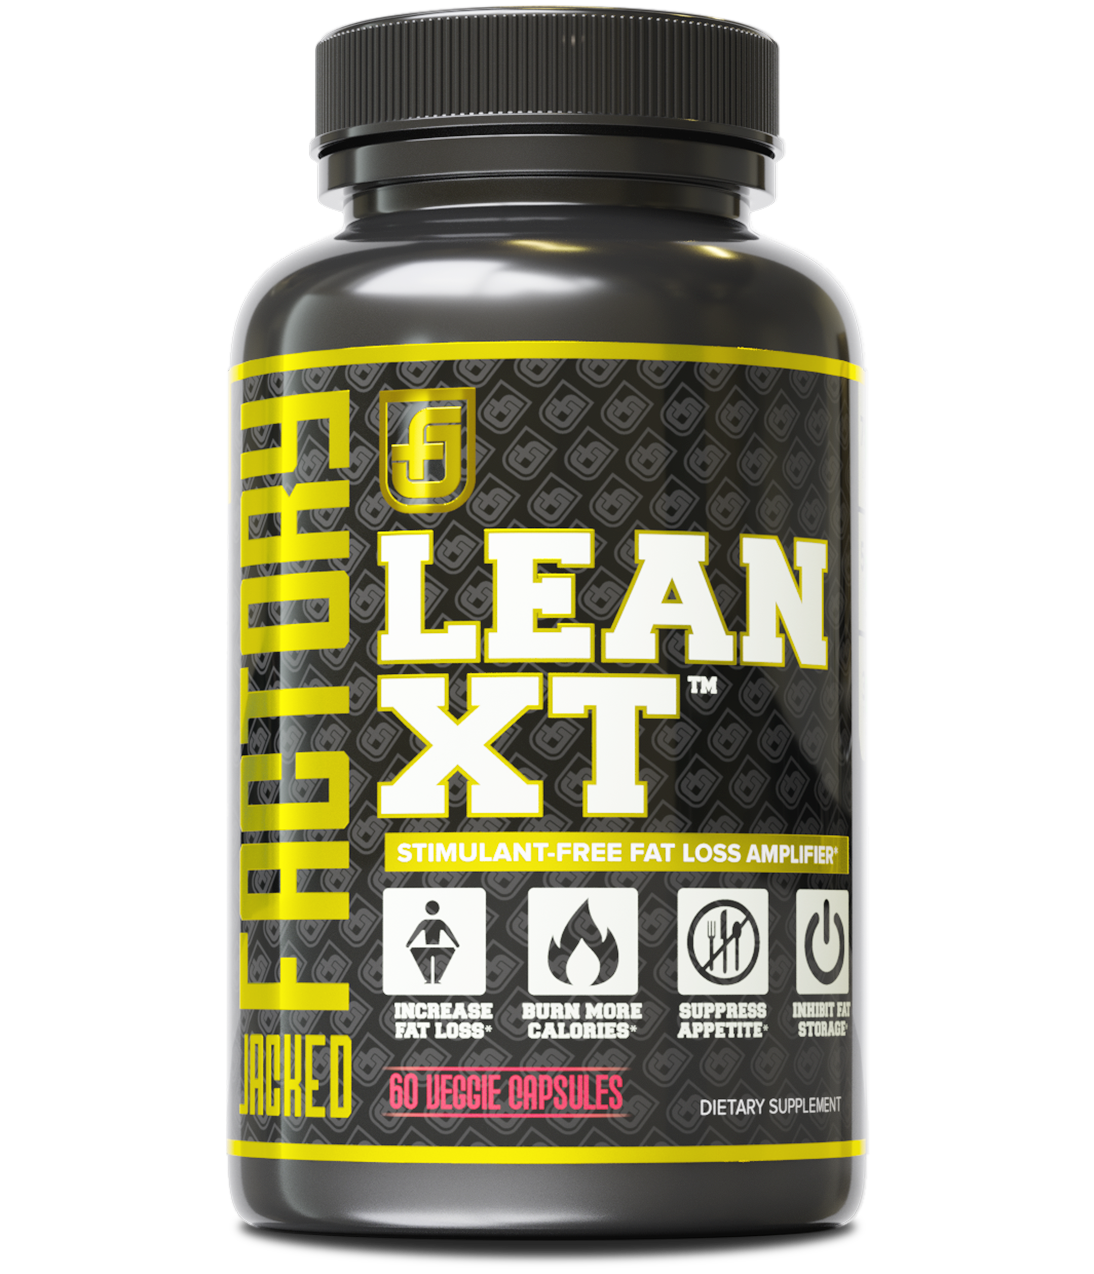 JACKED FACTORY
LEAN
XT™
STIMULANT-FREE FAT LOSS AMPLIFIER*
INCREASE
FAT LOSS*
BURN MORE
CALORIES*
SUPPRESS
APPETITE*
INHIBIT FAT
STORAGE*
60 VEGGIE CAPSULES
DIETARY SUPPLEMENT